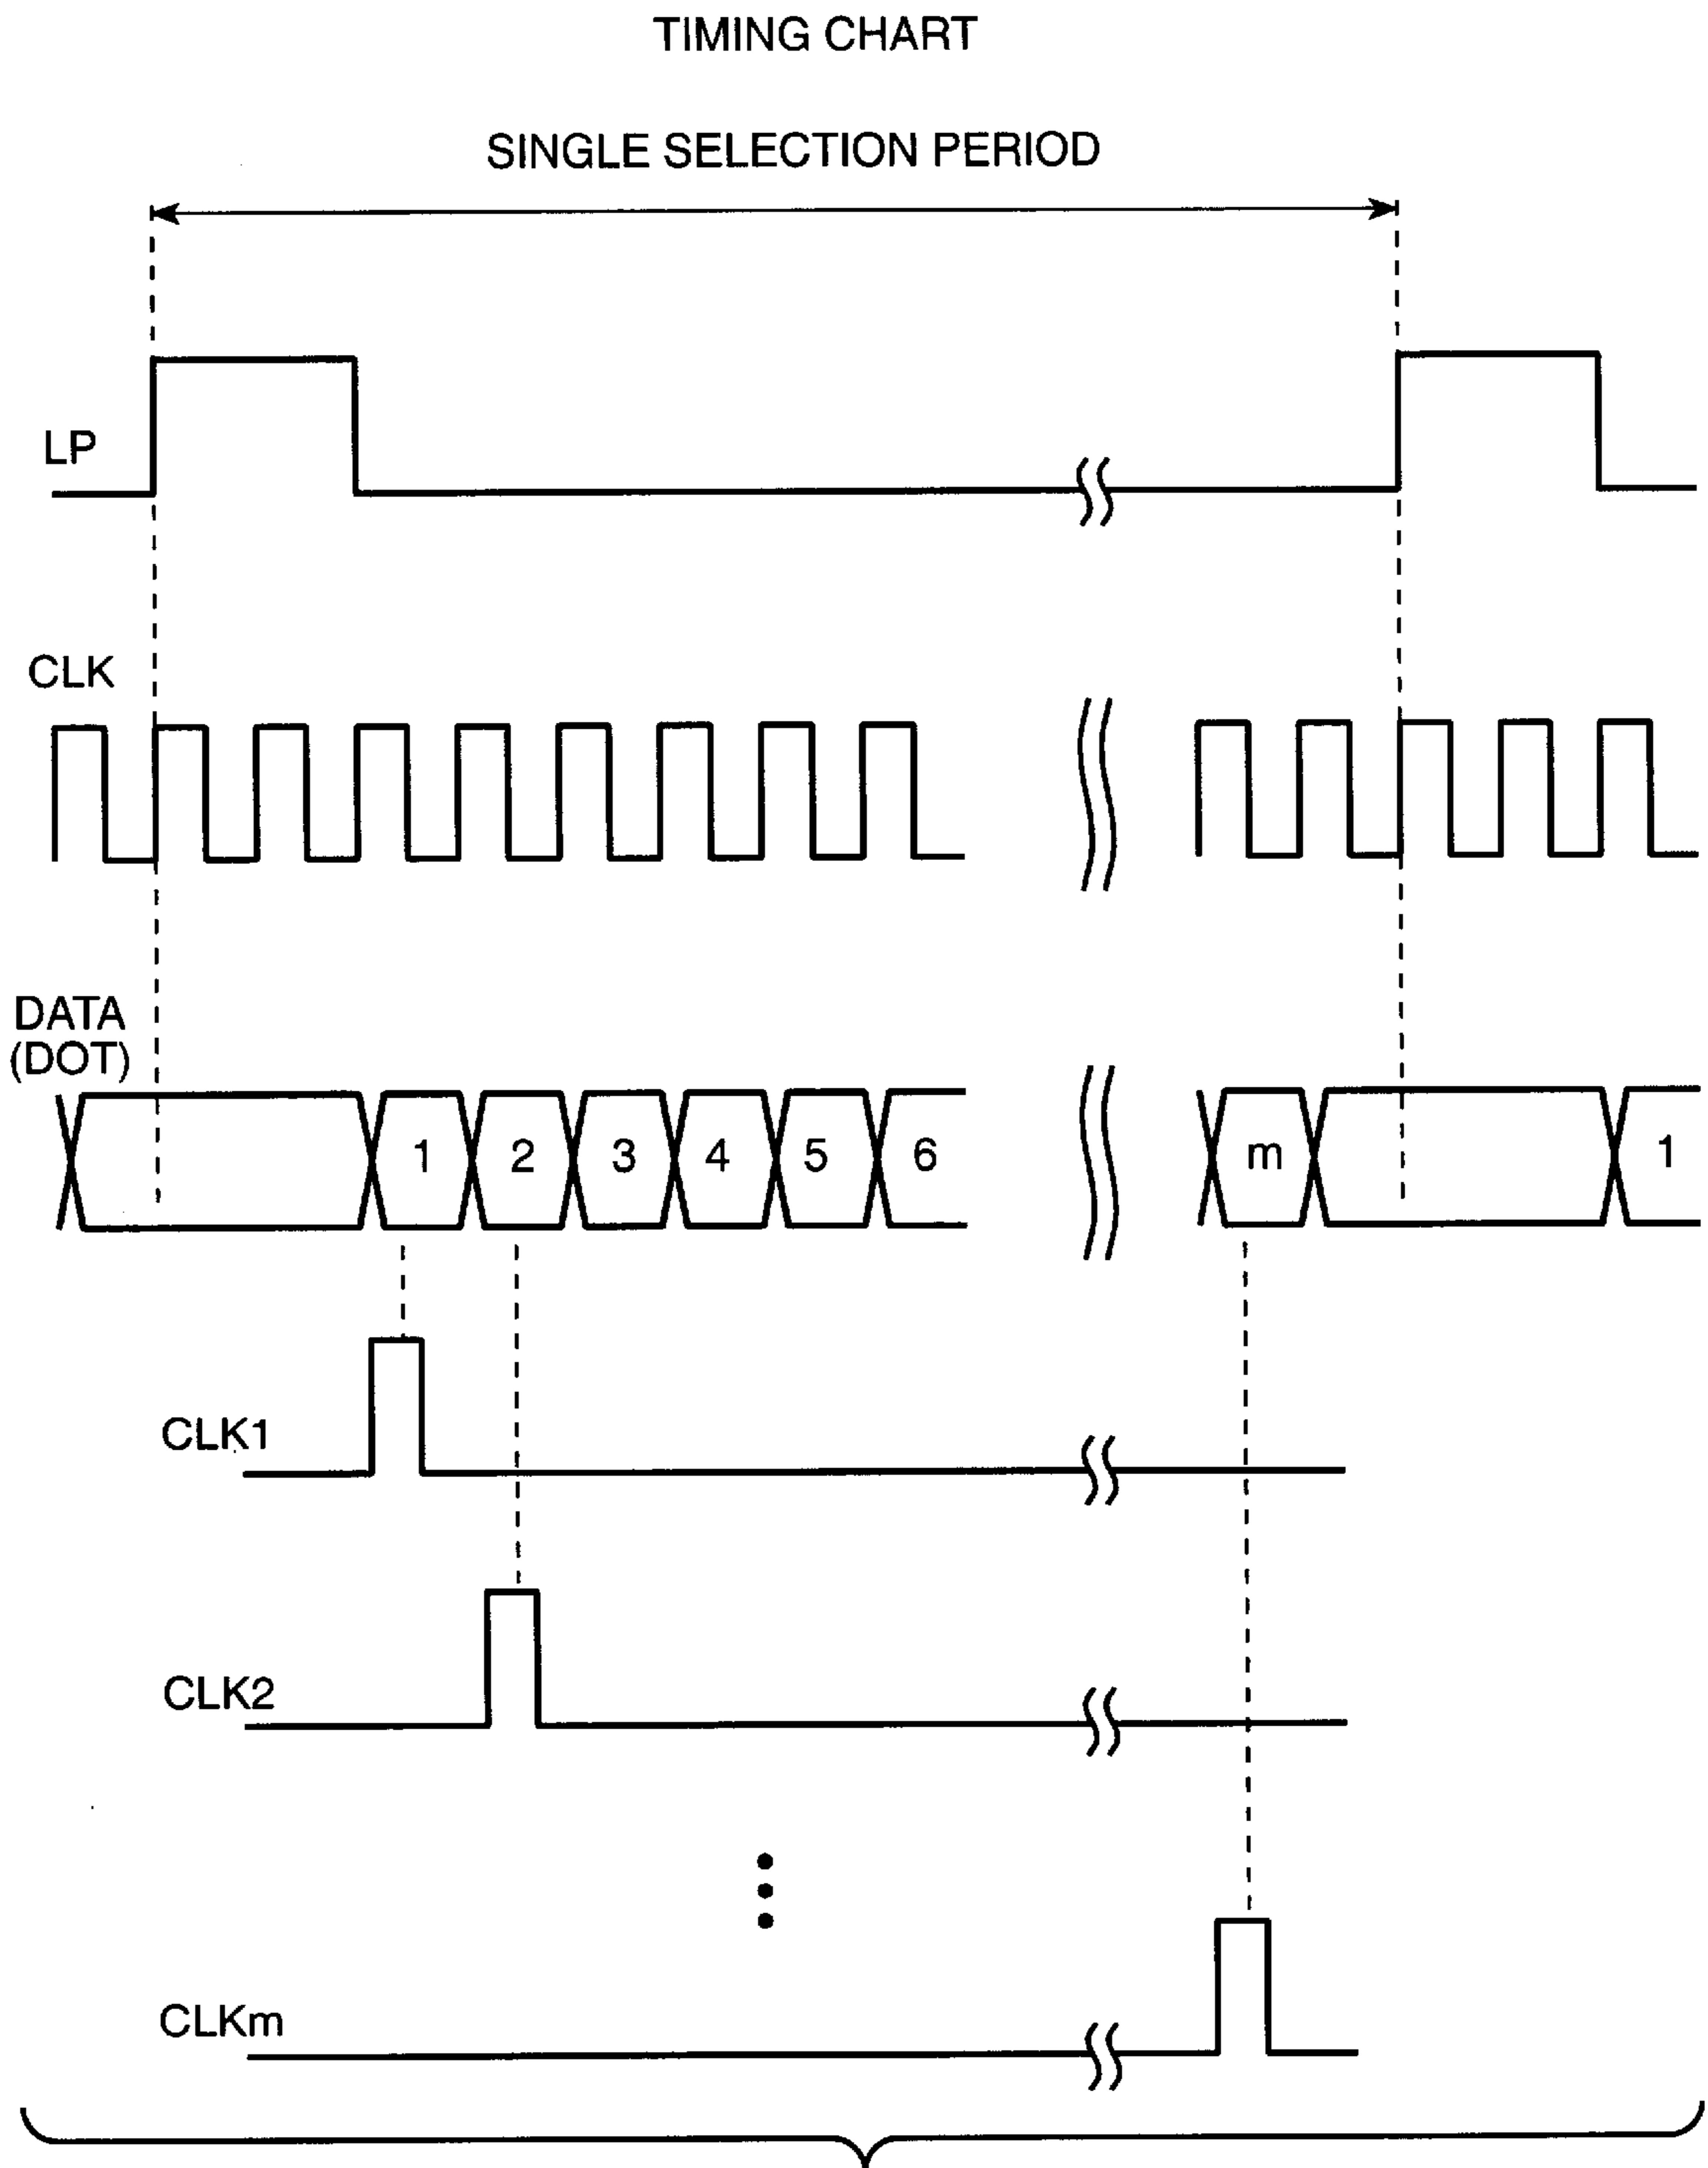 TIMING CHART
SINGLE SELECTION PERIOD
LP
CLK
DATA
(DOT)
1 2 3 4 5 6 m 1
CLK1
CLK2
CLKm